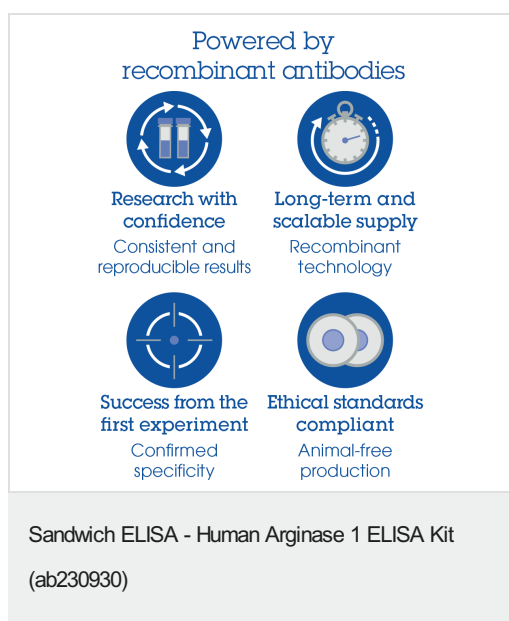 Powered by
recombinant antibodies
Research with
confidence
Consistent and
reproducible results
Long-term and
scalable supply
Recombinant
technology
Success from the
first experiment
Confirmed
specificity
Ethical standards
compliant
Animal-free
production
Sandwich ELISA - Human Arginase 1 ELISA Kit
(ab230930)